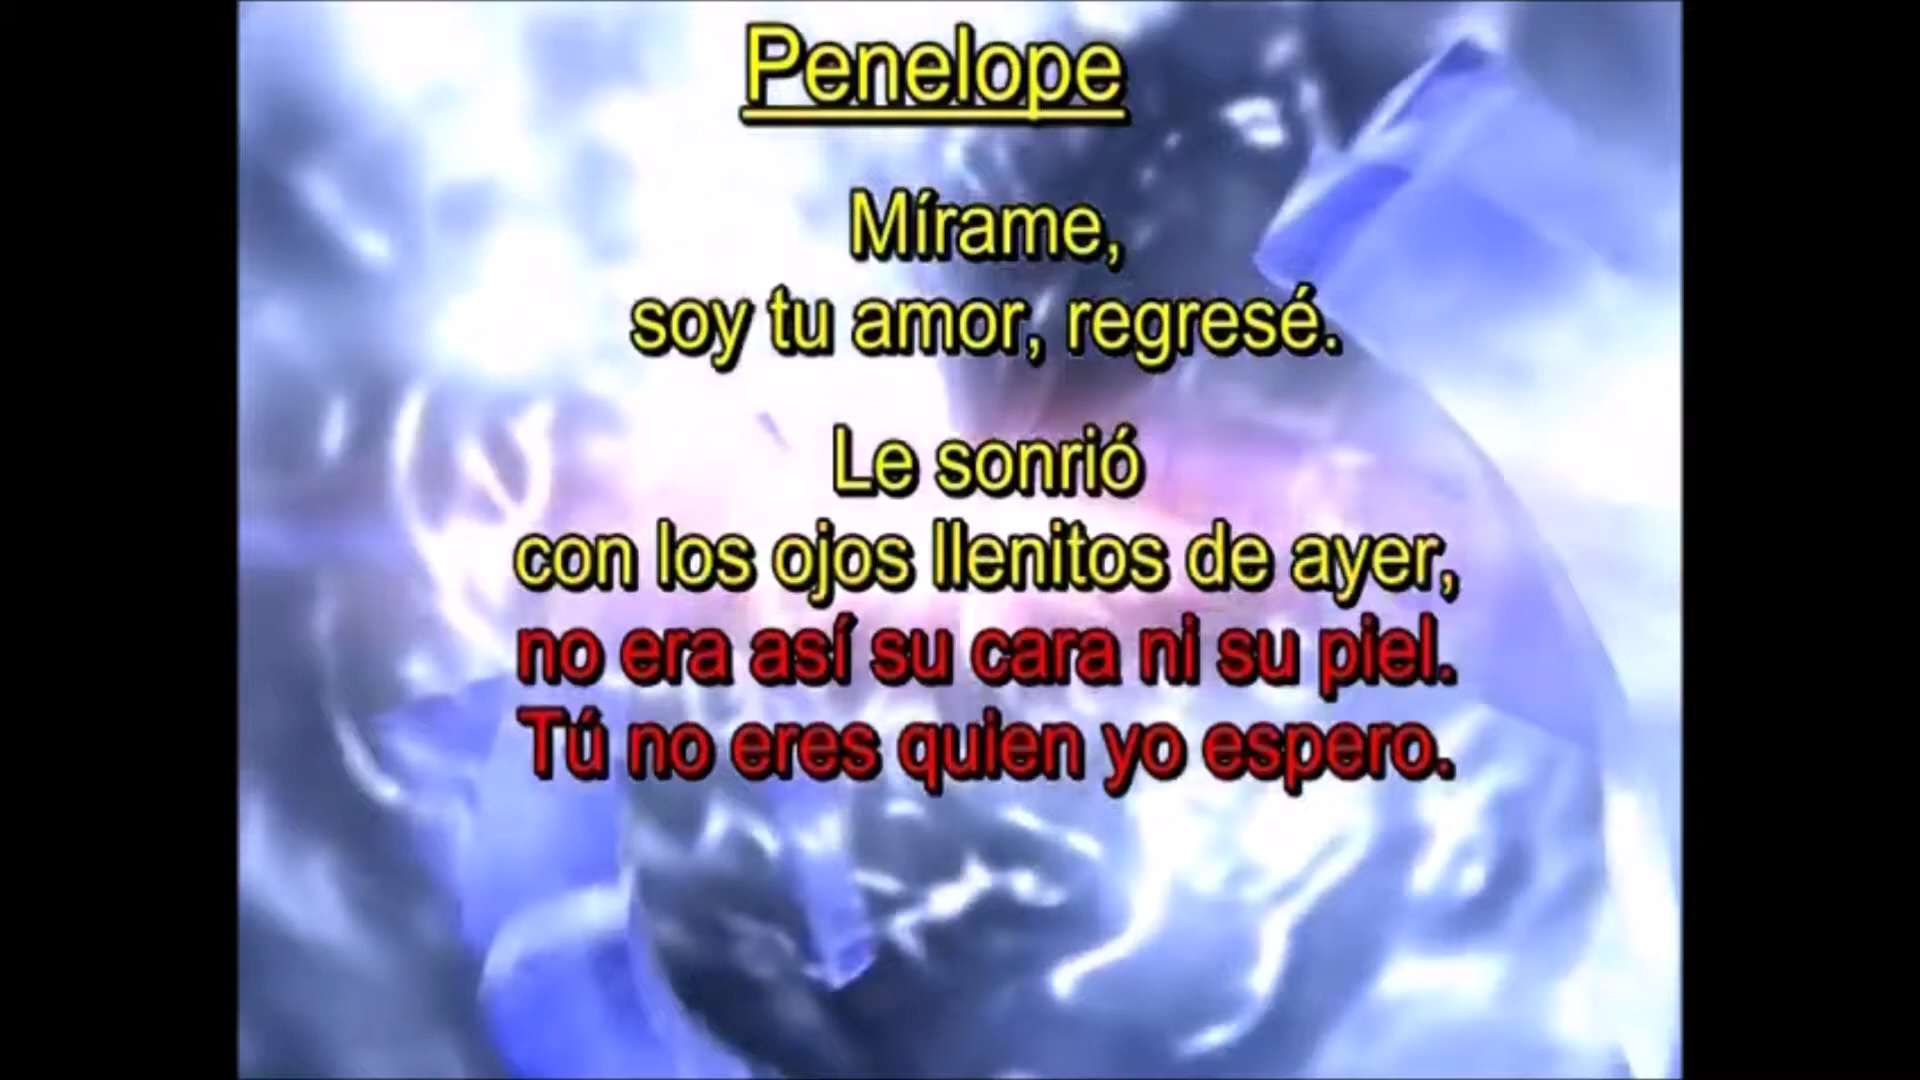 Penelope
Mírame,
soy tu amor, regresé.
Le sonrió
con los ojos llenitos de ayer,
no era así su cara ni su piel.
Tú no eres quien yo espero.